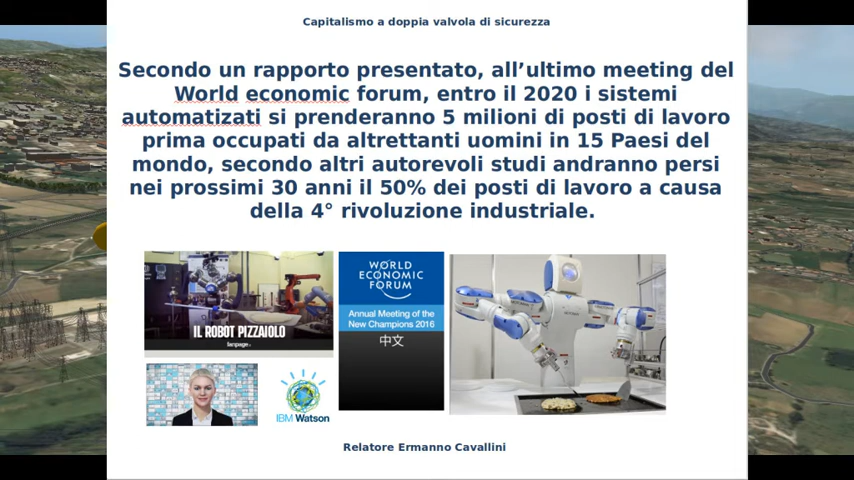 Capitalismo a doppia valvola di sicurezza
Secondo un rapporto presentato, all’ultimo meeting del
World economic forum, entro il 2020 i sistemi
automatizati si prenderanno 5 milioni di posti di lavoro
prima occupati da altrettanti uomini in 15 Paesi del
mondo, secondo altri autorevoli studi andranno persi
nei prossimi 30 anni il 50% dei posti di lavoro a causa
della 4° rivoluzione industriale.
IL ROBOT PIZZAIOLO
fanpage.it
WORLD
ECONOMIC
FORUM
Annual Meeting of the
New Champions 2016
中文
IBM Watson
Relatore Ermanno Cavallini